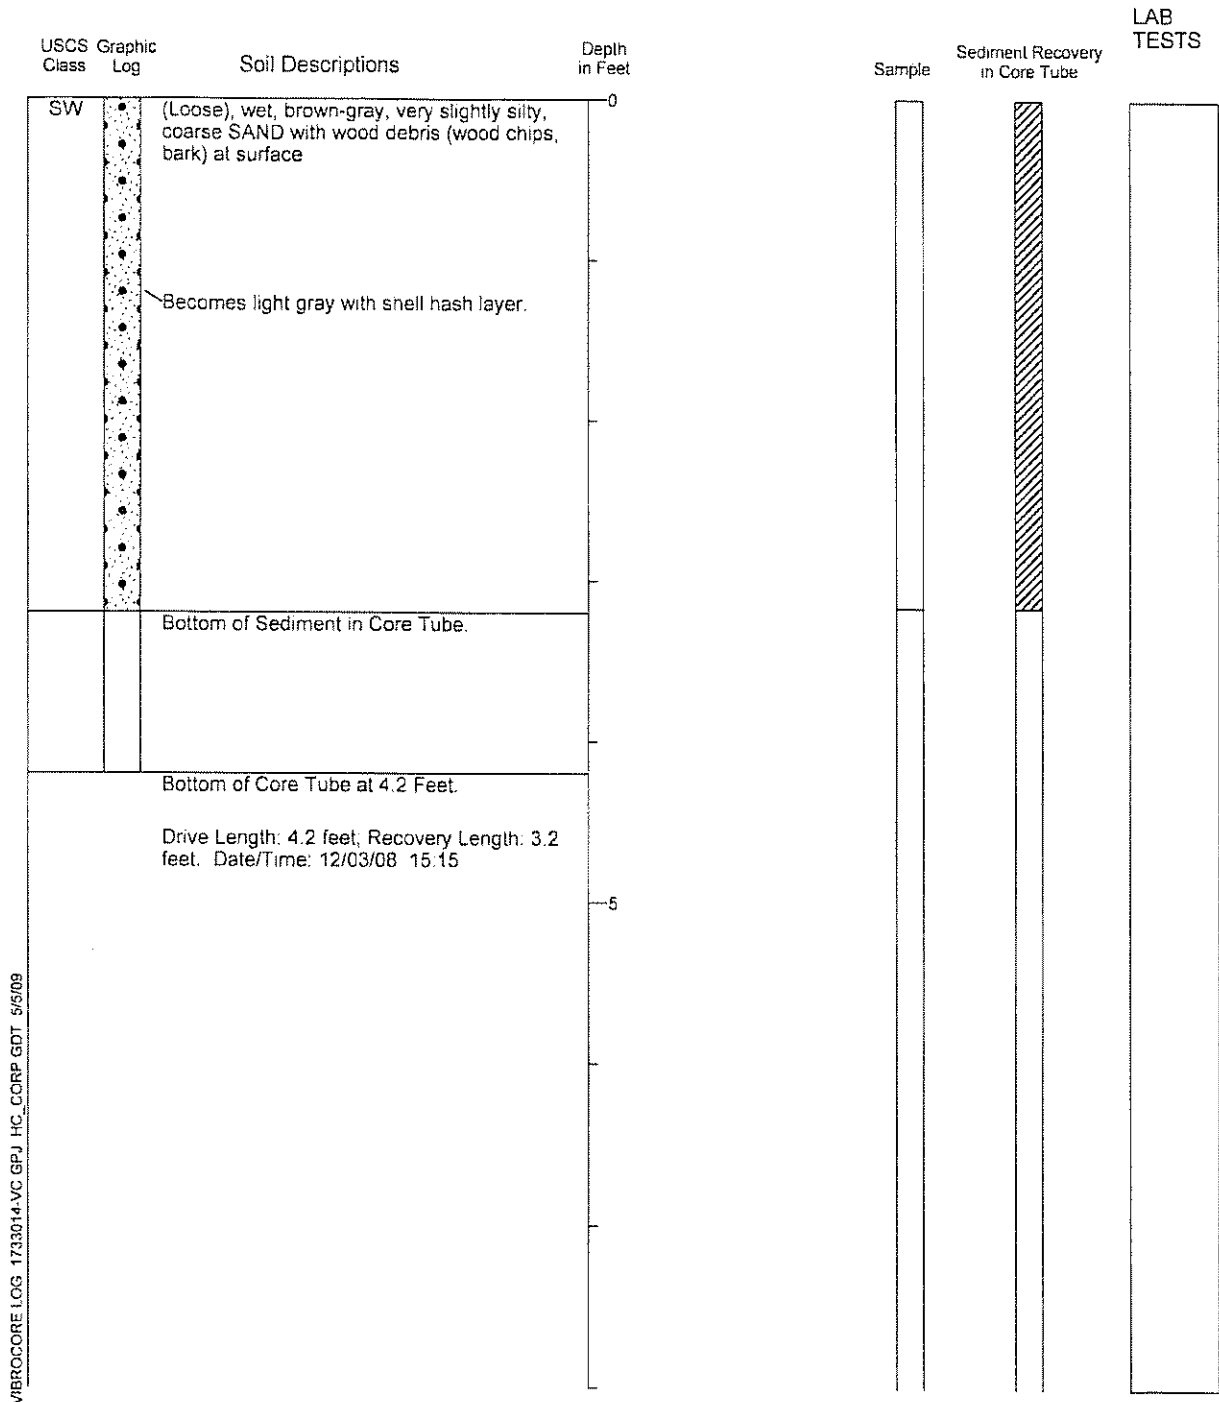 LAB
TESTS
USCS Graphic
Class Log
Soil Descriptions
Depth
in Feet
Sample
Sediment Recovery
in Core Tube
SW
(Loose), wet, brown-gray, very slightly silty,
coarse SAND with wood debris (wood chips,
bark) at surface
0
Becomes light gray with shell hash layer.
Bottom of Sediment in Core Tube.
Bottom of Core Tube at 4.2 Feet.
Drive Length: 4.2 feet; Recovery Length: 3.2
feet. Date/Time: 12/03/08 15:15
5
VIBROCORE LOG 1733014-VC GPJ HC_CORP GDT 5/5/09